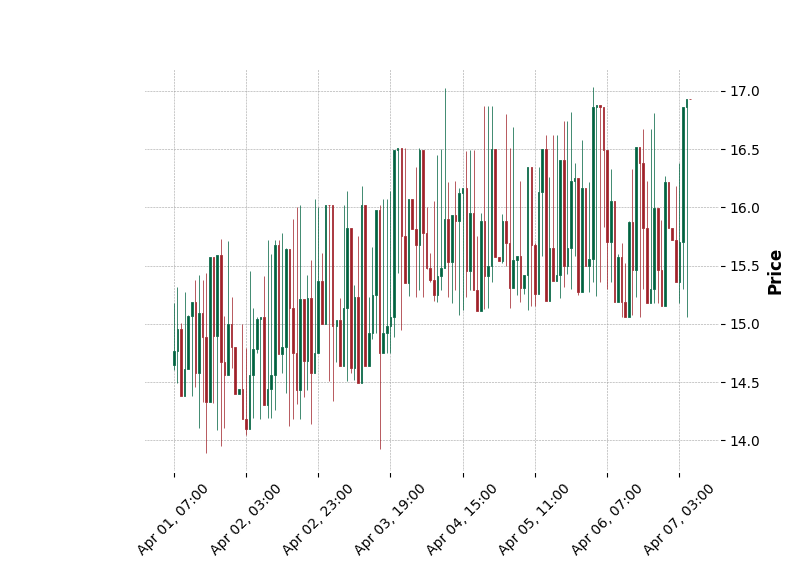 17.0
16.5
16.0
15.5
15.0
14.5
14.0
Price
Apr 01, 07:00
Apr 02, 03:00
Apr 02, 23:00
Apr 03, 19:00
Apr 04, 15:00
Apr 05, 11:00
Apr 06, 07:00
Apr 07, 03:00